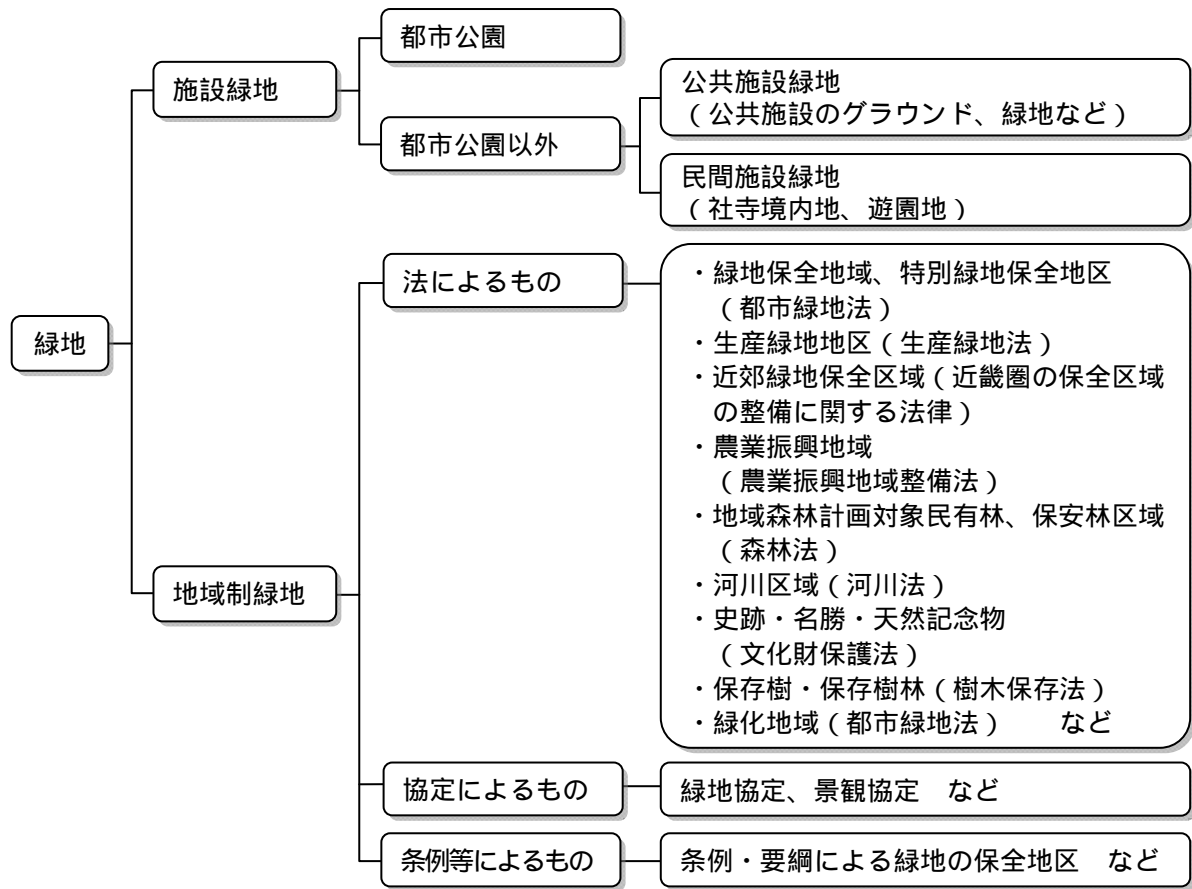 緑地
施設緑地
都市公園
都市公園以外
公共施設緑地
（公共施設のグラウンド、緑地など）
民間施設緑地
（社寺境内地、遊園地）
地域制緑地
法によるもの
・緑地保全地域、特別緑地保全地区
（都市緑地法）
・生産緑地地区（生産緑地法）
・近郊緑地保全区域（近畿圏の保全区域
の整備に関する法律）
・農業振興地域
（農業振興地域整備法）
・地域森林計画対象民有林、保安林区域
（森林法）
・河川区域（河川法）
・史跡・名勝・天然記念物
（文化財保護法）
・保存樹・保存樹林（樹木保存法）
・緑化地域（都市緑地法）　　など
協定によるもの
緑地協定、景観協定　など
条例等によるもの
条例・要綱による緑地の保全地区　など